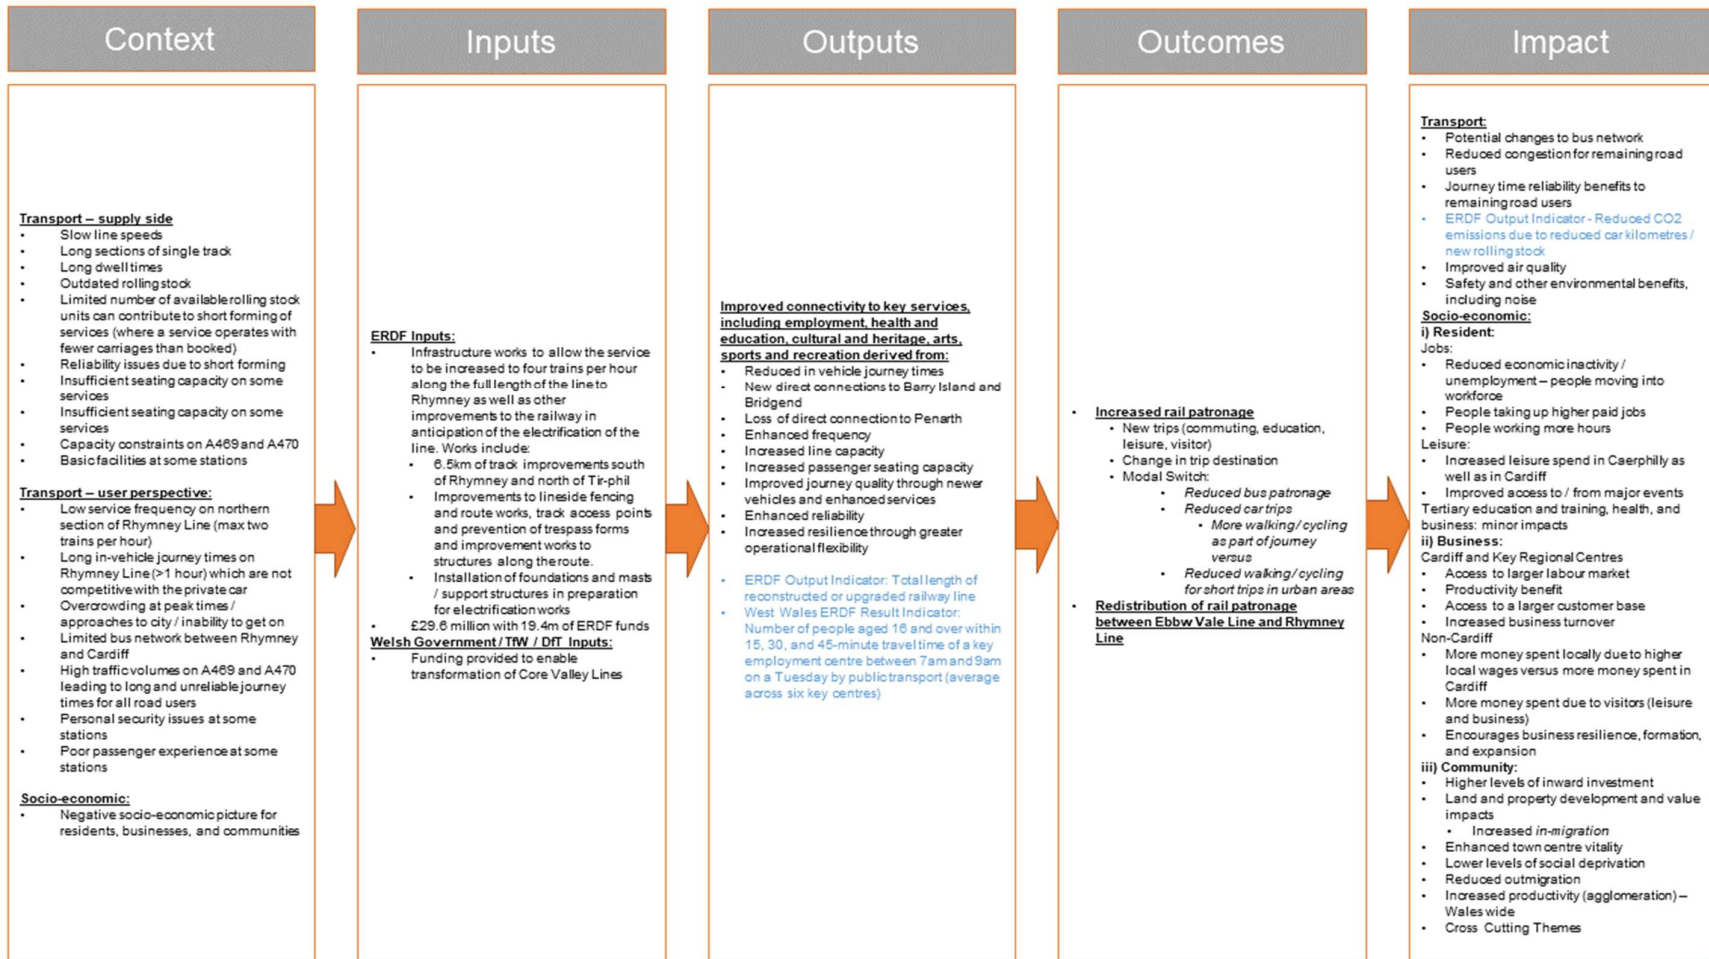 Context
Transport – supply side
• Slow line speeds
• Long sections of single track
• Long dwell times
• Outdated rolling stock
• Limited number of available rolling stock
units can contribute to short forming of
services (where a service operates with
fewer carriages than booked)
• Reliability issues due to short forming
• Insufficient seating capacity on some
services
• Insufficient seating capacity on some
services
• Capacity constraints on A469 and A470
• Basic facilities at some stations
Transport – user perspective:
• Low service frequency on northern
section of Rhymney Line (max two
trains per hour)
• Long in-vehicle journey times on
Rhymney Line (>1 hour) which are not
competitive with the private car
• Overcrowding at peak times /
approaches to city / inability to get on
• Limited bus network between Rhymney
and Cardiff
• High traffic volumes on A469 and A470
leading to long and unreliable journey
times for all road users
• Personal security issues at some
stations
• Poor passenger experience at some
stations
Socio-economic:
• Negative socio-economic picture for
residents, businesses, and communities
Inputs
ERDF Inputs:
• Infrastructure works to allow the service
to be increased to four trains per hour
along the full length of the line to
Rhymney as well as other
improvements to the railway in
anticipation of the electrification of the
line. Works include:
• 6.5km of track improvements south
of Rhymney and north of Tir-phil
• Improvements to lineside fencing
and route works, track access points
and prevention of trespass forms
and improvement works to
structures along the route.
• Installation of foundations and masts
/ support structures in preparation
for electrification works
• £29.6 million with 19.4m of ERDF funds
Welsh Government / TfW / DfT Inputs:
• Funding provided to enable
transformation of Core Valley Lines
Outputs
Improved connectivity to key services,
including employment, health and
education, cultural and heritage, arts,
sports and recreation derived from:
• Reduced in vehicle journey times
• New direct connections to Barry Island and
Bridgend
• Loss of direct connection to Penarth
• Enhanced frequency
• Increased line capacity
• Increased passenger seating capacity
• Improved journey quality through newer
vehicles and enhanced services
• Enhanced reliability
• Increased resilience through greater
operational flexibility
• ERDF Output Indicator: Total length of
reconstructed or upgraded railway line
• West Wales ERDF Result Indicator:
Number of people aged 16 and over within
15, 30, and 45-minute travel time of a key
employment centre between 7am and 9am
on a Tuesday by public transport (average
across six key centres)
Outcomes
• Increased rail patronage
• New trips (commuting, education,
leisure, visitor)
• Change in trip destination
• Modal Switch:
• Reduced bus patronage
• Reduced car trips
• More walking/ cycling
as part of journey
versus
• Reduced walking/ cycling
for short trips in urban areas
• Redistribution of rail patronage
between Ebbw Vale Line and Rhymney
Line
Impact
Transport:
• Potential changes to bus network
• Reduced congestion for remaining road
users
• Journey time reliability benefits to
remaining road users
• ERDF Output Indicator - Reduced CO2
emissions due to reduced car kilometres /
new rolling stock
• Improved air quality
• Safety and other environmental benefits,
including noise
Socio-economic:
i) Resident:
Jobs:
• Reduced economic inactivity /
unemployment – people moving into
workforce
• People taking up higher paid jobs
• People working more hours
Leisure:
• Increased leisure spend in Caerphilly as
well as in Cardiff
• Improved access to / from major events
Tertiary education and training, health, and
business: minor impacts
ii) Business:
Cardiff and Key Regional Centres
• Access to larger labour market
• Productivity benefit
• Access to a larger customer base
• Increased business turnover
Non-Cardiff
• More money spent locally due to higher
local wages versus more money spent in
Cardiff
• More money spent due to visitors (leisure
and business)
• Encourages business resilience, formation,
and expansion
iii) Community:
• Higher levels of inward investment
• Land and property development and value
impacts
• Increased in-migration
• Enhanced town centre vitality
• Lower levels of social deprivation
• Reduced outmigration
• Increased productivity (agglomeration) –
Wales wide
• Cross Cutting Themes